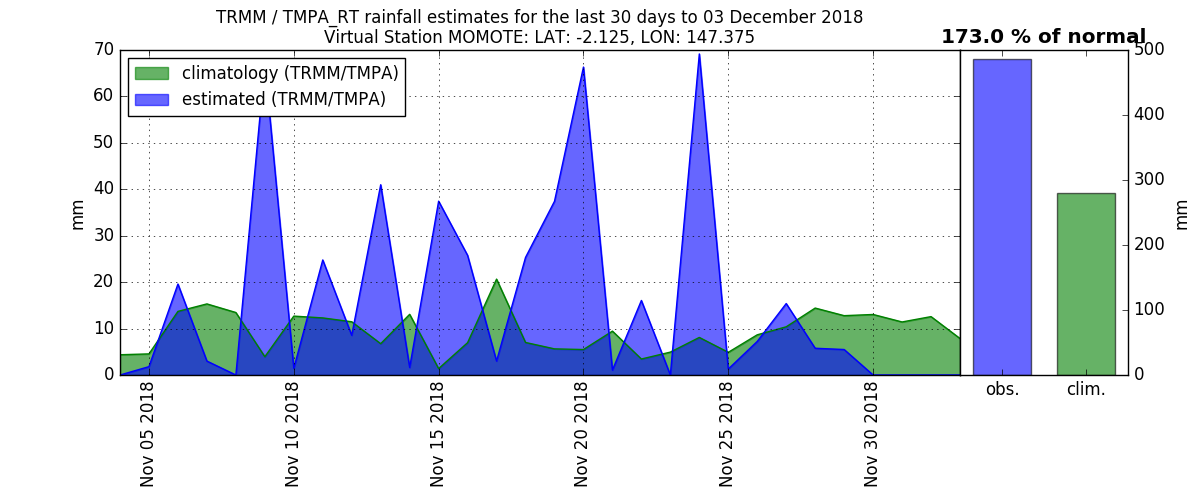 TRMM / TMPA_RT rainfall estimates for the last 30 days to 03 December 2018
Virtual Station MOMOTE: LAT: -2.125, LON: 147.375
173.0 % of normal
climatology (TRMM/TMPA)
estimated (TRMM/TMPA)
70
60
50
40
30
20
10
0
mm
Nov 05 2018
Nov 10 2018
Nov 15 2018
Nov 20 2018
Nov 25 2018
Nov 30 2018
500
400
300
200
100
0
mm
obs.
clim.